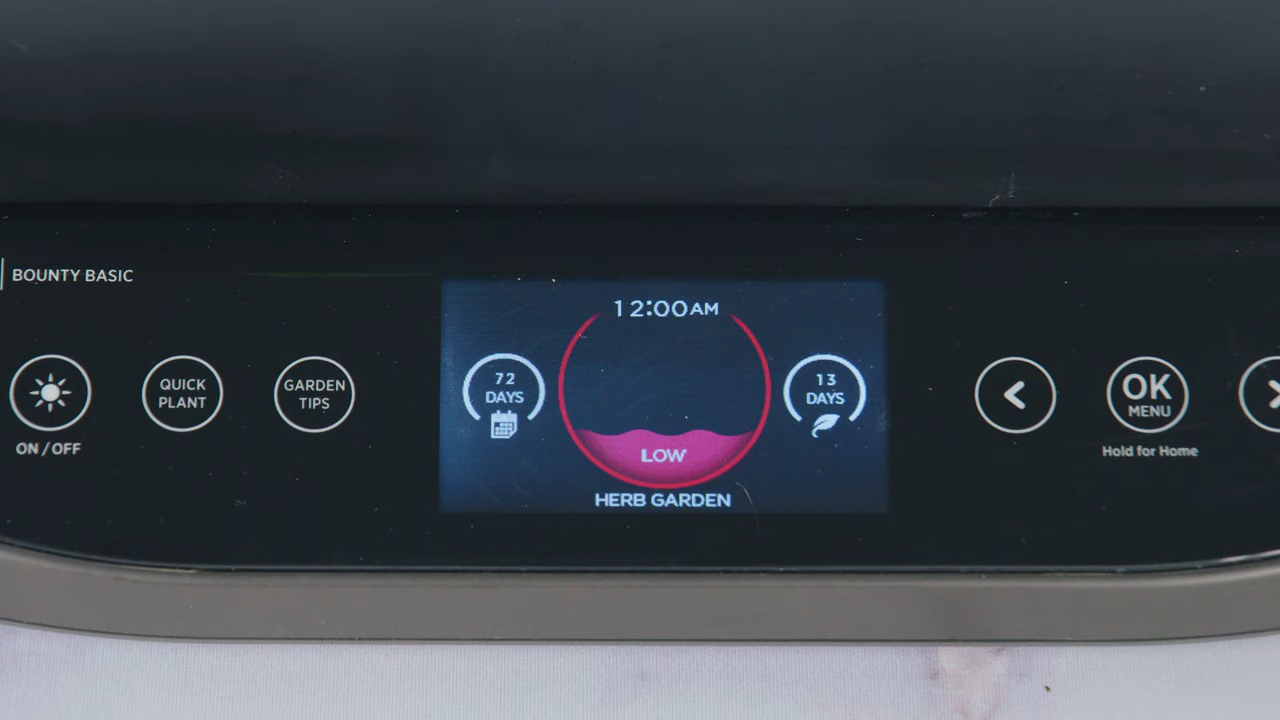 BOUNTY BASIC
ON / OFF
QUICK
PLANT
GARDEN
TIPS
12:00AM
72
DAYS
LOW
HERB GARDEN
13
DAYS
OK
MENU
Hold for Home